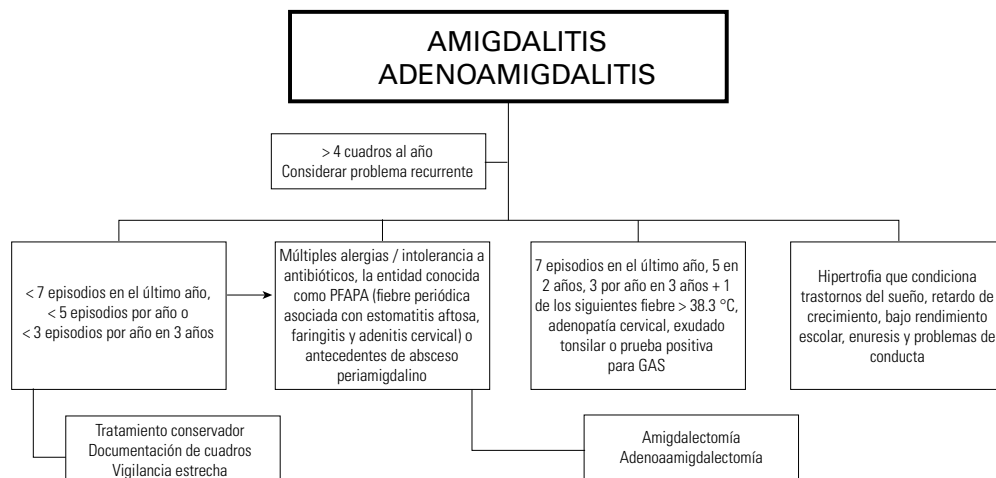 AMIGDALITIS
ADENOAMIGDALITIS
> 4 cuadros al año
Considerar problema recurrente
< 7 episodios en el último año,
< 5 episodios por año o
< 3 episodios por año en 3 años
Múltiples alergias / intolerancia a
antibióticos, la entidad conocida
como PFAPA (fiebre periódica
asociada con estomatitis aftosa,
faringitis y adenitis cervical) o
antecedentes de absceso
periamigdalino
7 episodios en el último año, 5 en
2 años, 3 por año en 3 años + 1
de los siguientes fiebre > 38.3 °C,
adenopatía cervical, exudado
tonsilar o prueba positiva
para GAS
Hipertrofia que condiciona
trastornos del sueño, retardo de
crecimiento, bajo rendimiento
escolar, enuresis y problemas de
conducta
Tratamiento conservador
Documentación de cuadros
Vigilancia estrecha
Amigdalectomía
Adenoaamigdalectomía